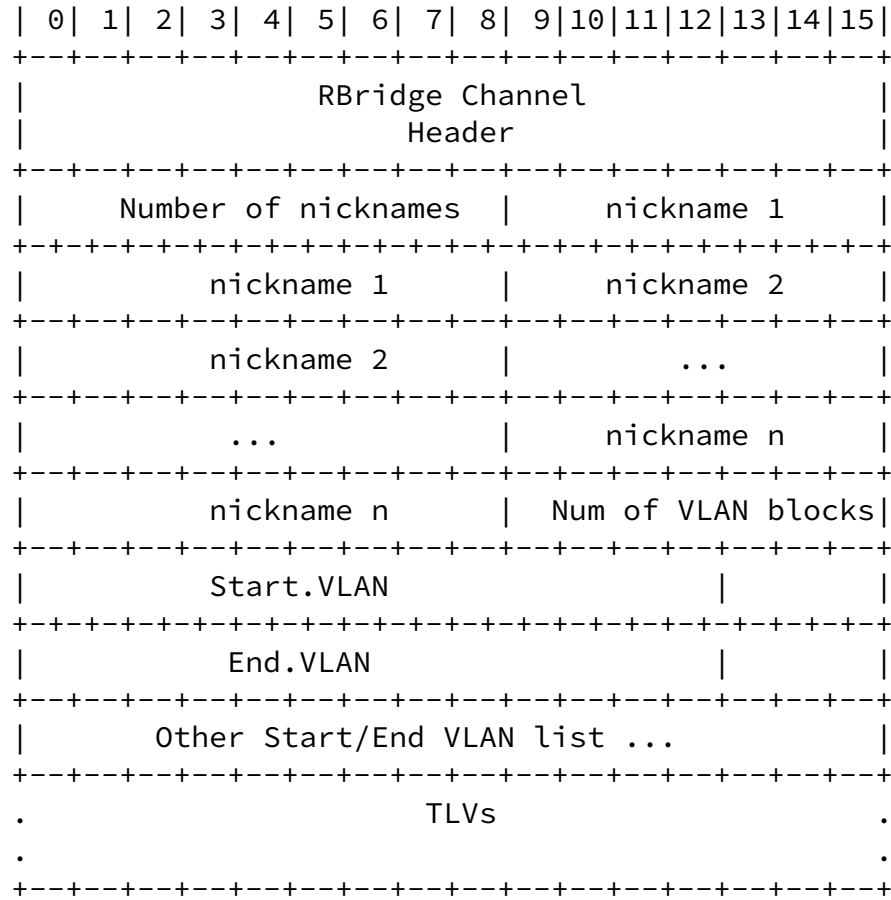 | 0| 1| 2| 3| 4| 5| 6| 7| 8| 9|10|11|12|13|14|15|
+--+--+--+--+--+--+--+--+--+--+--+--+--+--+--+--+
|                RBridge Channel                |
|                     Header                    |
+--+--+--+--+--+--+--+--+--+--+--+--+--+--+--+--+
|     Number of nicknames  |     nickname 1     |
+-+-+-+-+-+-+-+-+-+-+-+-+-+-+-+-+-+-+-+-+-+-+-+-+
|          nickname 1      |     nickname 2     |
+--+--+--+--+--+--+--+--+--+--+--+--+--+--+--+--+
|          nickname 2      |         ...        |
+--+--+--+--+--+--+--+--+--+--+--+--+--+--+--+--+
|           ...            |     nickname n     |
+--+--+--+--+--+--+--+--+--+--+--+--+--+--+--+--+
|          nickname n      |  Num of VLAN blocks|
+--+--+--+--+--+--+--+--+--+--+--+--+--+--+--+--+
|          Start.VLAN                  |        |
+-+-+-+-+-+-+-+-+-+-+-+-+-+-+-+-+-+-+-+-+-+-+-+-+
|           End.VLAN                   |        |
+--+--+--+--+--+--+--+--+--+--+--+--+--+--+--+--+
|       Other Start/End VLAN list ...           |
+--+--+--+--+--+--+--+--+--+--+--+--+--+--+--+--+
.                      TLVs                     .
.                                               .
+--+--+--+--+--+--+--+--+--+--+--+--+--+--+--+--+